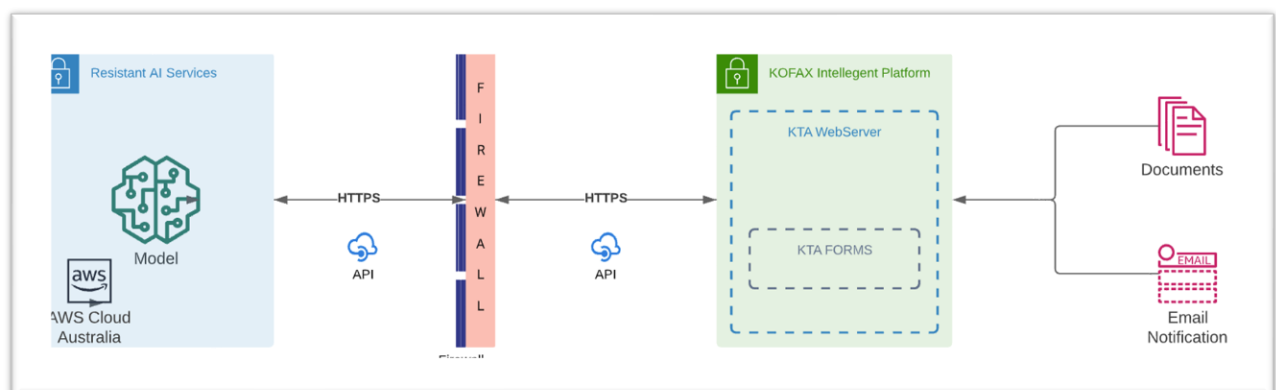 Resistant AI Services
Model
aws
AWS Cloud
Australia
HTTPS
API
F
I
R
E
W
A
L
L
Firewall
HTTPS
API
KOFAX Intellegent Platform
KTA WebServer
KTA FORMS
Documents
EMAIL
Email
Notification